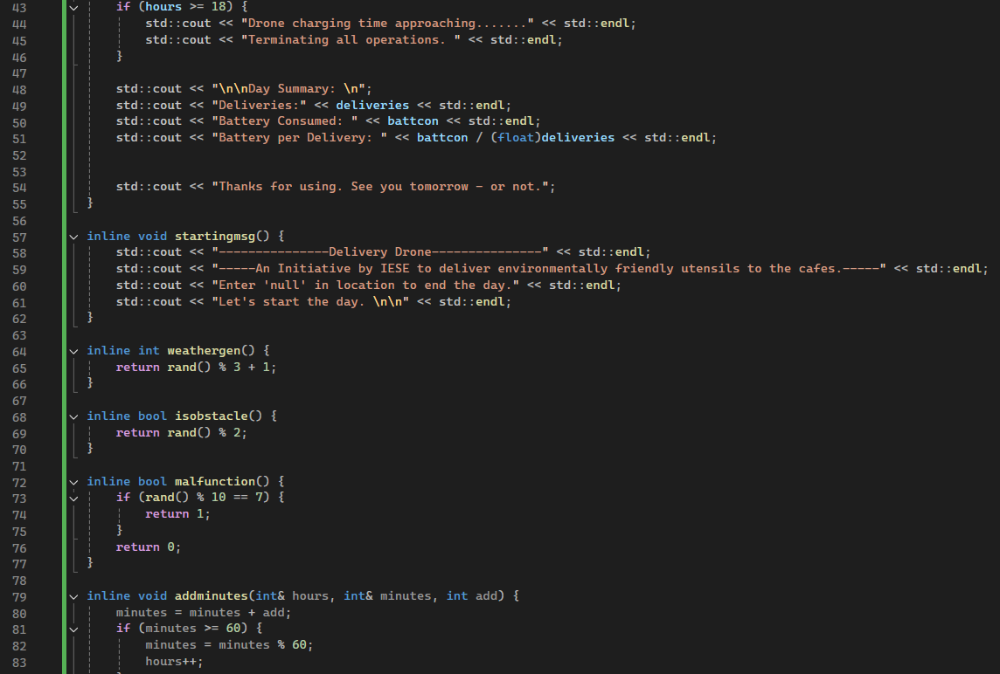 43 if (hours >= 18) {
44 std::cout << "Drone charging time approaching......." << std::endl;
45 std::cout << "Terminating all operations. " << std::endl;
46 }
47
48 std::cout << "\n\nDay Summary: \n";
49 std::cout << "Deliveries:" << deliveries << std::endl;
50 std::cout << "Battery Consumed: " << battcon << std::endl;
51 std::cout << "Battery per Delivery: " << battcon / (float)deliveries << std::endl;
52
53
54 std::cout << "Thanks for using. See you tomorrow - or not.";
55 }
56
57 inline void startingmsg() {
58 std::cout << "---------------Delivery Drone---------------" << std::endl;
59 std::cout << "-----An Initiative by IESE to deliver environmentally friendly utensils to the cafes.-----" << std::endl;
60 std::cout << "Enter 'null' in location to end the day." << std::endl;
61 std::cout << "Let's start the day. \n\n" << std::endl;
62 }
63
64 inline int weathergen() {
65 return rand() % 3 + 1;
66 }
67
68 inline bool isobstacle() {
69 return rand() % 2;
70 }
71
72 inline bool malfunction() {
73 if (rand() % 10 == 7) {
74 return 1;
75 }
76 return 0;
77 }
78
79 inline void addminutes(int& hours, int& minutes, int add) {
80 minutes = minutes + add;
81 if (minutes >= 60) {
82 minutes = minutes % 60;
83 hours++;